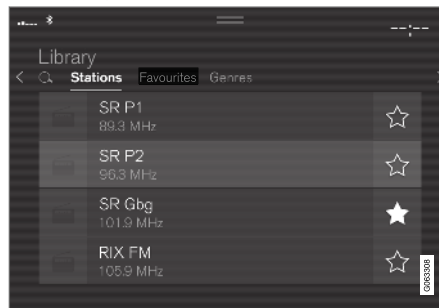 --:--
Library
Stations Favourites Genres
SR P1
89.3 MHz
SR P2
96.3 MHz
SR Gbg
101.9 MHz
RIX FM
105.9 MHz
G063308